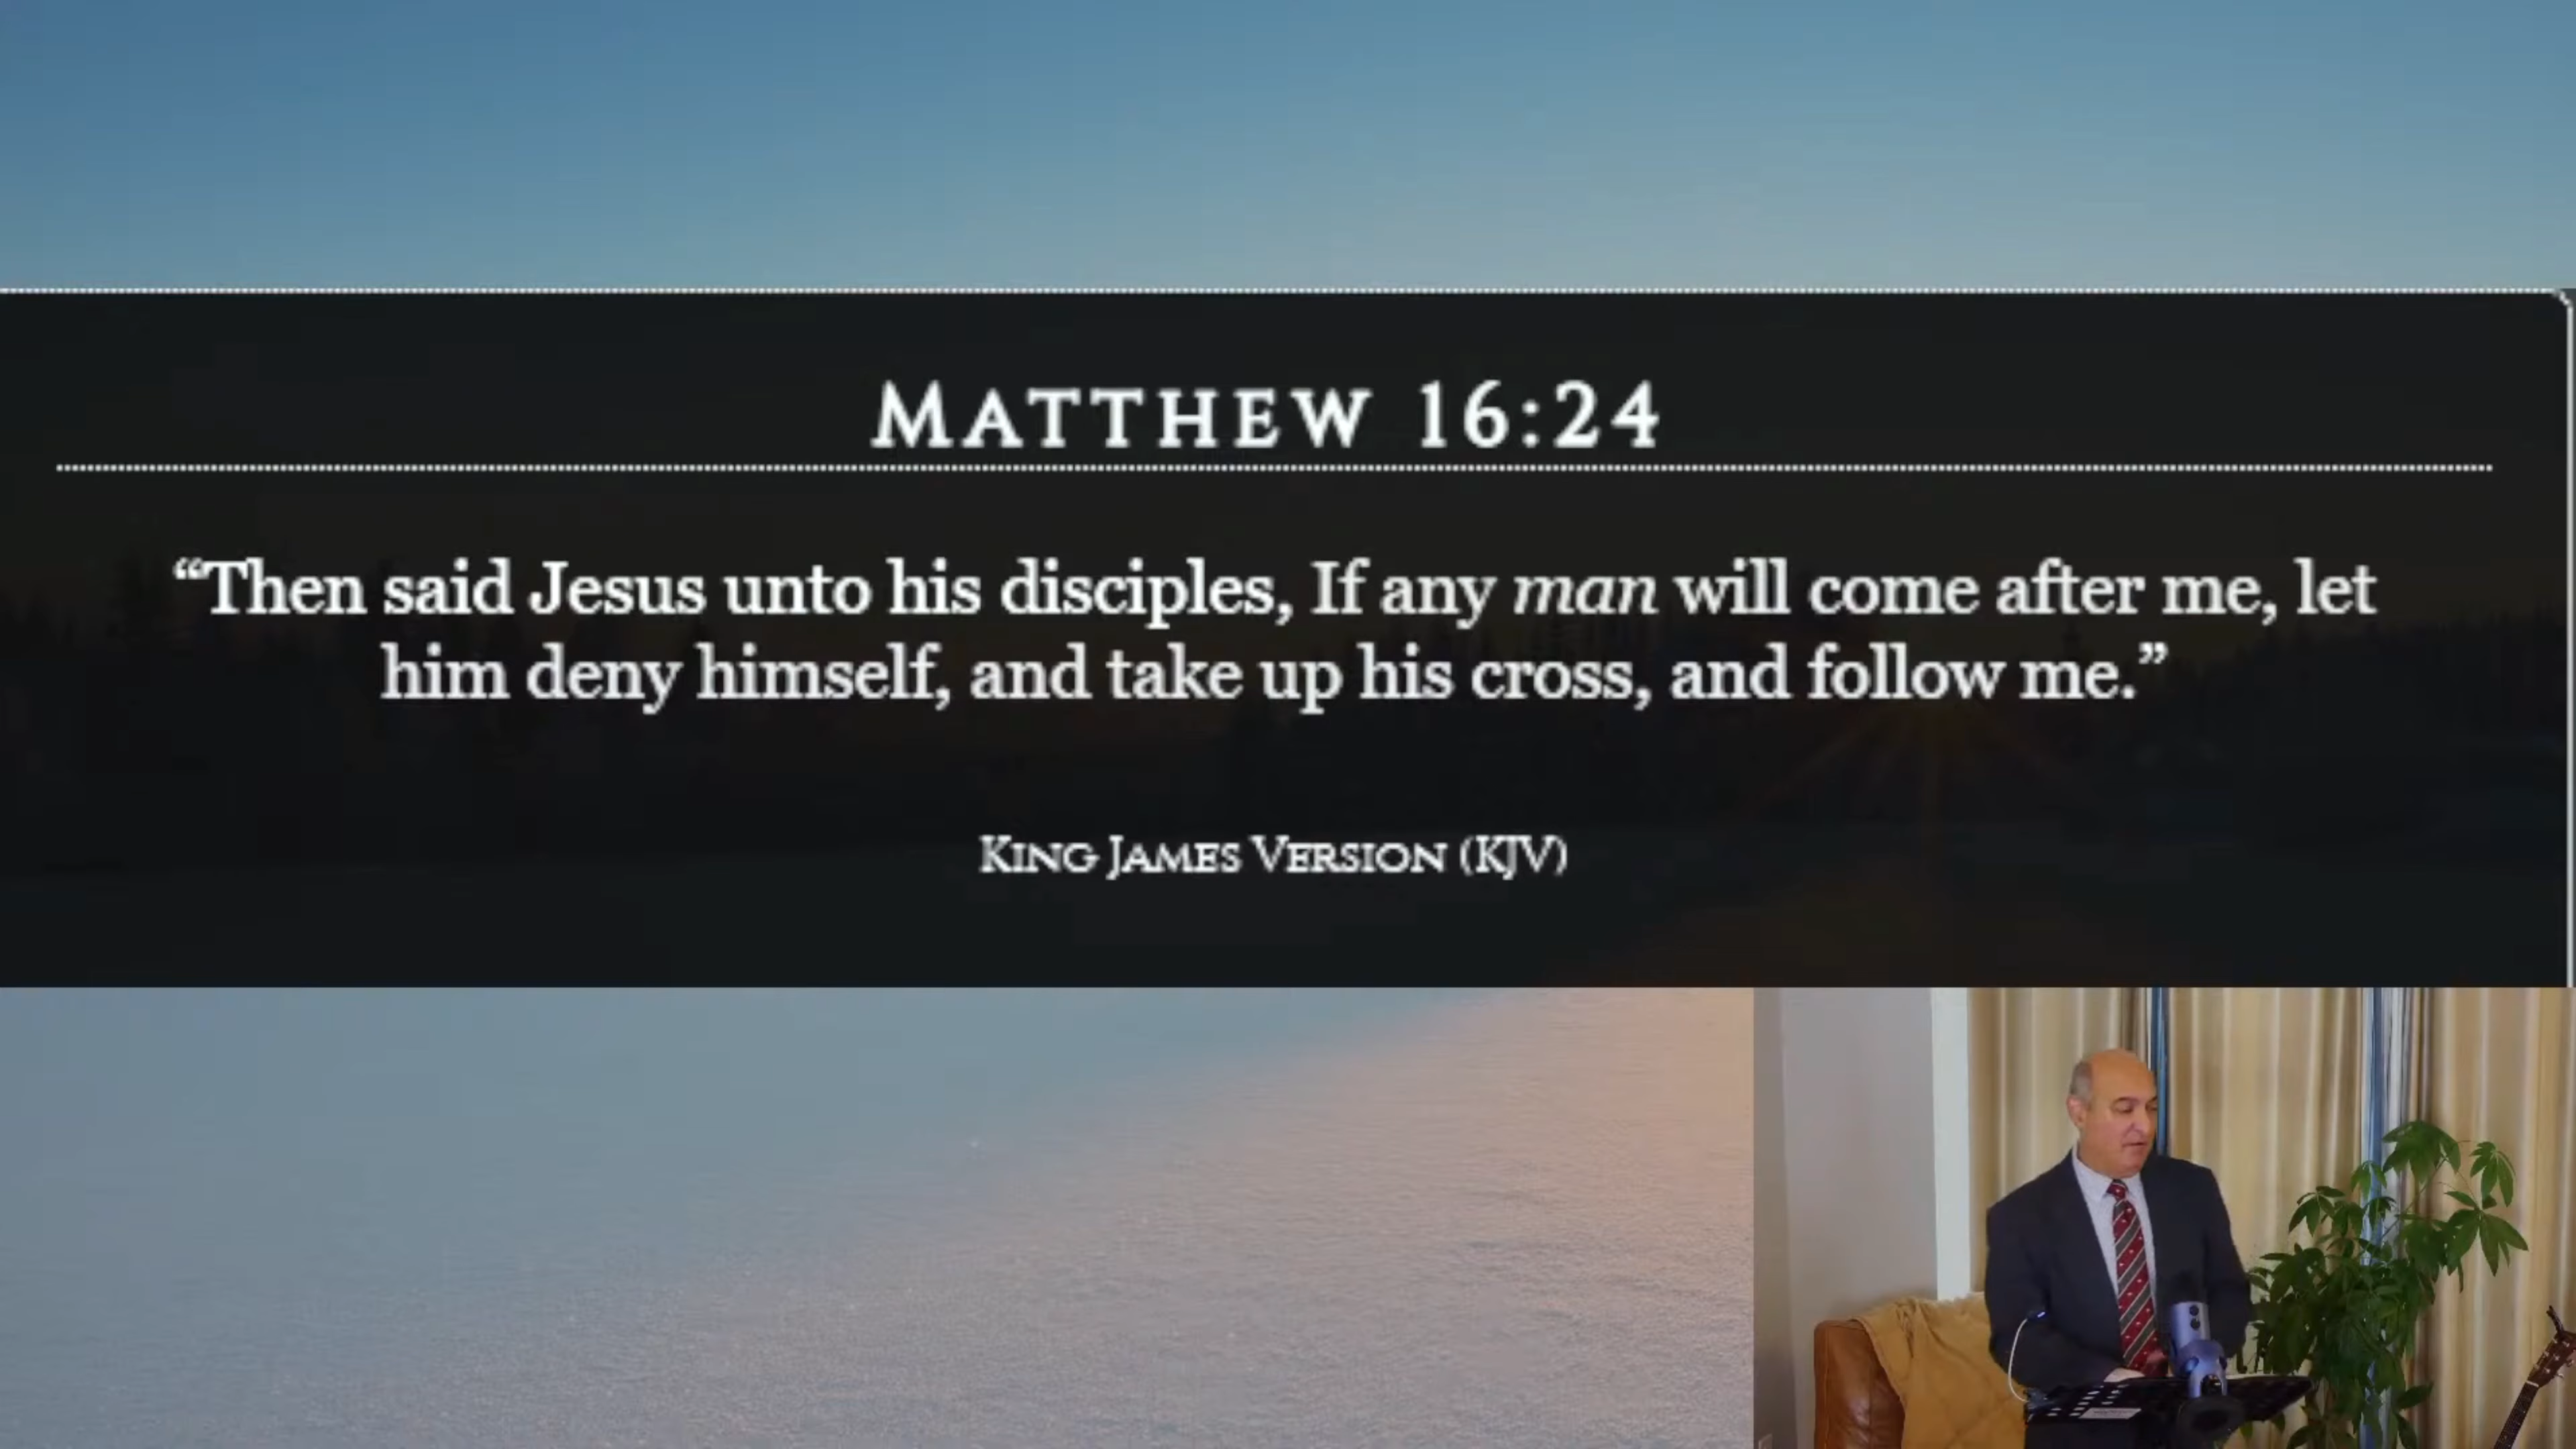 MATTHEW 16:24
“Then said Jesus unto his disciples, If any man will come after me, let
him deny himself, and take up his cross, and follow me.”
KING JAMES VERSION (KJV)